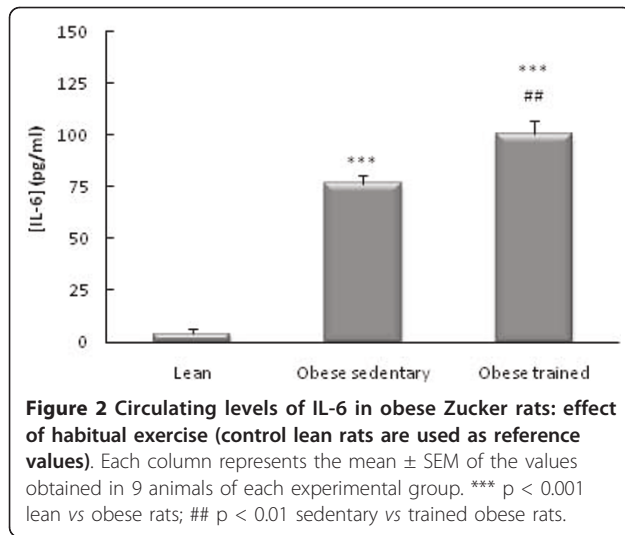 150
125
100
75
50
25
0
[IL-6] (pg/ml)
***
***
##
Lean
Obese sedentary
Obese trained
Figure 2 Circulating levels of IL-6 in obese Zucker rats: effect
of habitual exercise (control lean rats are used as reference
values). Each column represents the mean ± SEM of the values
obtained in 9 animals of each experimental group. *** p < 0.001
lean vs obese rats; ## p < 0.01 sedentary vs trained obese rats.